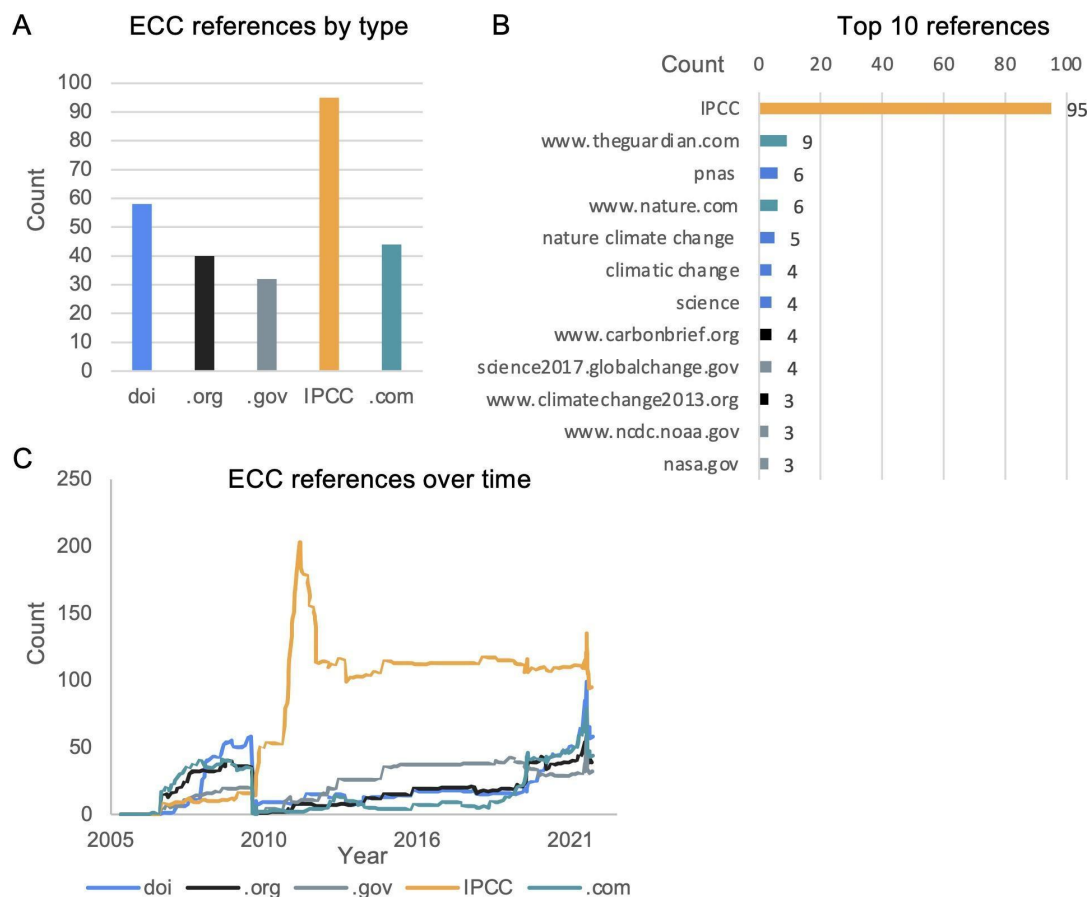 A
ECC references by type
Count
100
90
80
70
60
50
40
30
20
10
0
doi
.org
.gov
IPCC
.com
B
Top 10 references
Count
0
20
40
60
80
100
IPCC
95
www.theguardian.com
9
pnas
6
www.nature.com
6
nature climate change
5
climatic change
4
science
4
www.carbonbrief.org
4
science2017.globalchange.gov
4
www.climatechange2013.org
3
www.ncdc.noaa.gov
3
nasa.gov
3
C
ECC references over time
Count
250
200
150
100
50
0
2005
2010
2016
2021
Year
doi
.org
.gov
IPCC
.com